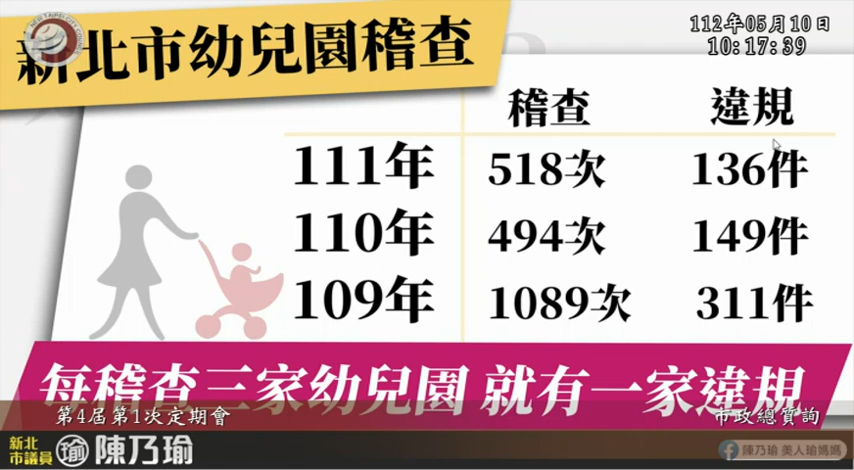 新北市幼兒園稽查
112年05月10日
10:17:39
稽查 違規
111年 518次 136件
110年 494次 149件
109年 1089次 311件
每稽查三家幼兒園 就有一家違規
第4屆第1次定期會 市政總質詢
新北
市議員 瑜 陳乃瑜
陳乃瑜 美人瑜媽媽